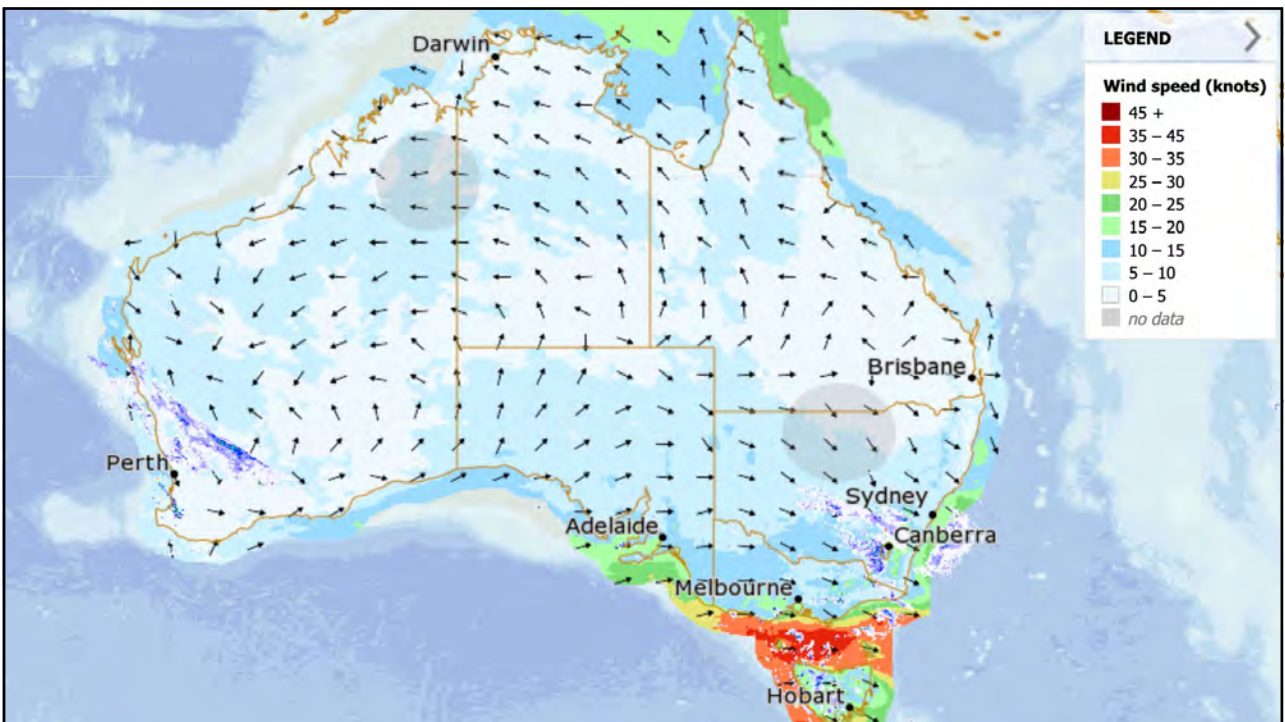 LEGEND
Wind speed (knots)
45 +
35 – 45
30 – 35
25 – 30
20 – 25
15 – 20
10 – 15
5 – 10
0 – 5
no data
Darwin
Brisbane
Perth
Sydney
Adelaide
Canberra
Melbourne
Hobart